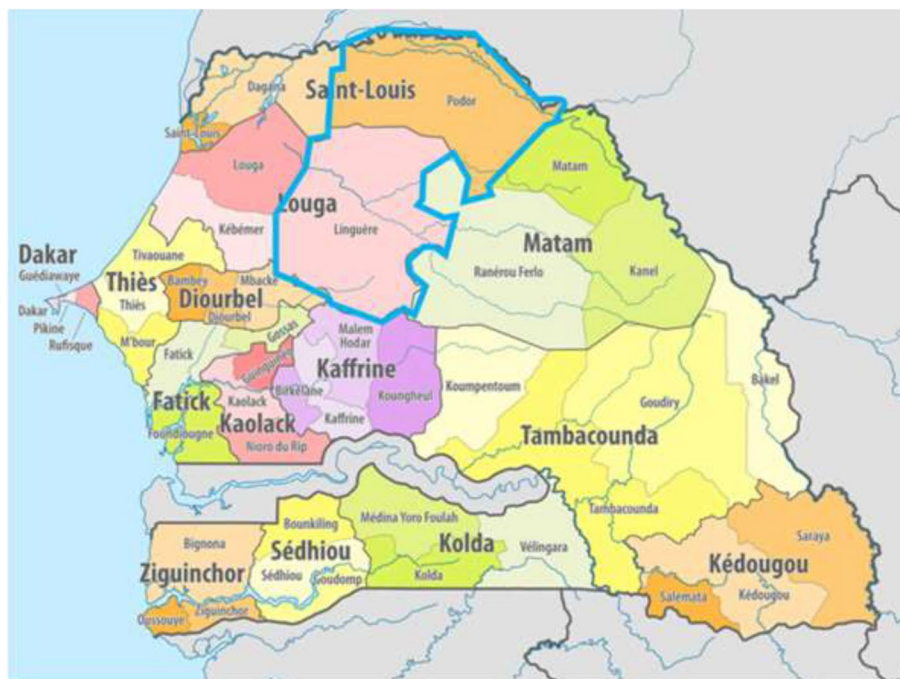 Saint-Louis
Dagana
Podor
Saint-Louis
Louga
Matam
Louga
Linguère
Kébémer
Matam
Ranérou Ferlo
Kanel
Dakar
Guédiawaye
Tivaouane
Thiès
Thiés
Bambey
Mbacke
Diourbel
Diourbel
Dakar
Pikine
Rufisque
M'bour
Gossas
Malem
Hodar
Fatick
Guinguineo
Kaffrine
Koumpentoum
Bakel
Kaolack
Birkelane
Koungheul
Goudiry
Fatick
Kaolack
Kaffrine
Foundiougne
Nioro du Rip
Tambacounda
Bounkiling
Médina Yoro Foulah
Tambacounda
Bignona
Sédhiou
Kolda
Vélingara
Saraya
Ziguinchor
Sédhiou
Goudomp
Kolda
Kédougou
Oussouye
Ziguinchor
Salemata
Kédougou